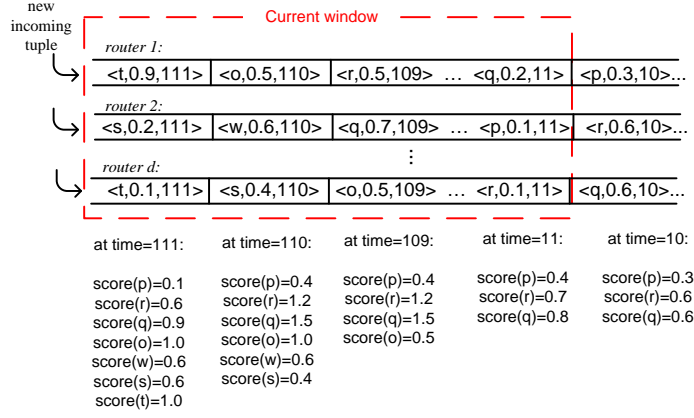 new
incoming
tuple
Current window
router 1:
<t,0.9,111> <o,0.5,110> <r,0.5,109> ... <q,0.2,11> <p,0.3,10>...
router 2:
<s,0.2,111> <w,0.6,110> <q,0.7,109> ... <p,0.1,11> <r,0.6,10>...
⋮
router d:
<t,0.1,111> <s,0.4,110> <o,0.5,109> ... <r,0.1,11> <q,0.6,10>...
at time=111: at time=110: at time=109: at time=11: at time=10:
score(p)=0.1 score(p)=0.4 score(p)=0.4 score(p)=0.4 score(p)=0.3
score(r)=0.6 score(r)=1.2 score(r)=1.2 score(r)=0.7 score(r)=0.6
score(q)=0.9 score(q)=1.5 score(q)=1.5 score(q)=0.8 score(q)=0.6
score(o)=1.0 score(o)=1.0 score(o)=0.5
score(w)=0.6 score(w)=0.6
score(s)=0.6 score(s)=0.4
score(t)=1.0